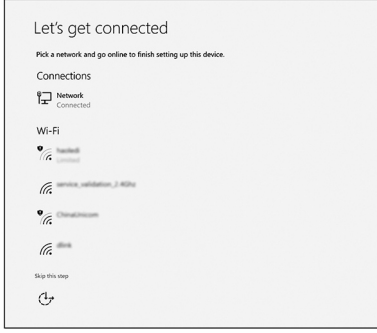 Let's get connected
Pick a network and go online to finish setting up this device.
Connections
Network
Connected
Wi-Fi
Limited
service_validation_2.4Ghz
ChinaUnicom
dlink
Skip this step